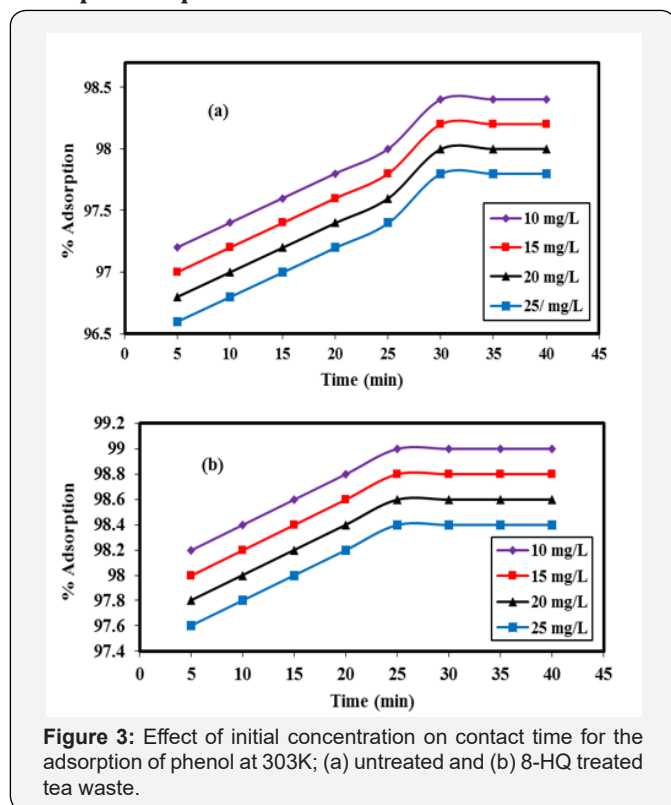 98.5
98
97.5
97
96.5
% Adsorption
(a)
10 mg/L
15 mg/L
20 mg/L
25/ mg/L
0 5 10 15 20 25 30 35 40 45
Time (min)
99.2
99
98.8
98.6
98.4
98.2
98
97.8
97.6
97.4
% Adsorption
(b)
10 mg/L
15 mg/L
20 mg/L
25 mg/L
0 5 10 15 20 25 30 35 40 45
Time (min)
Figure 3: Effect of initial concentration on contact time for the
adsorption of phenol at 303K; (a) untreated and (b) 8-HQ treated
tea waste.